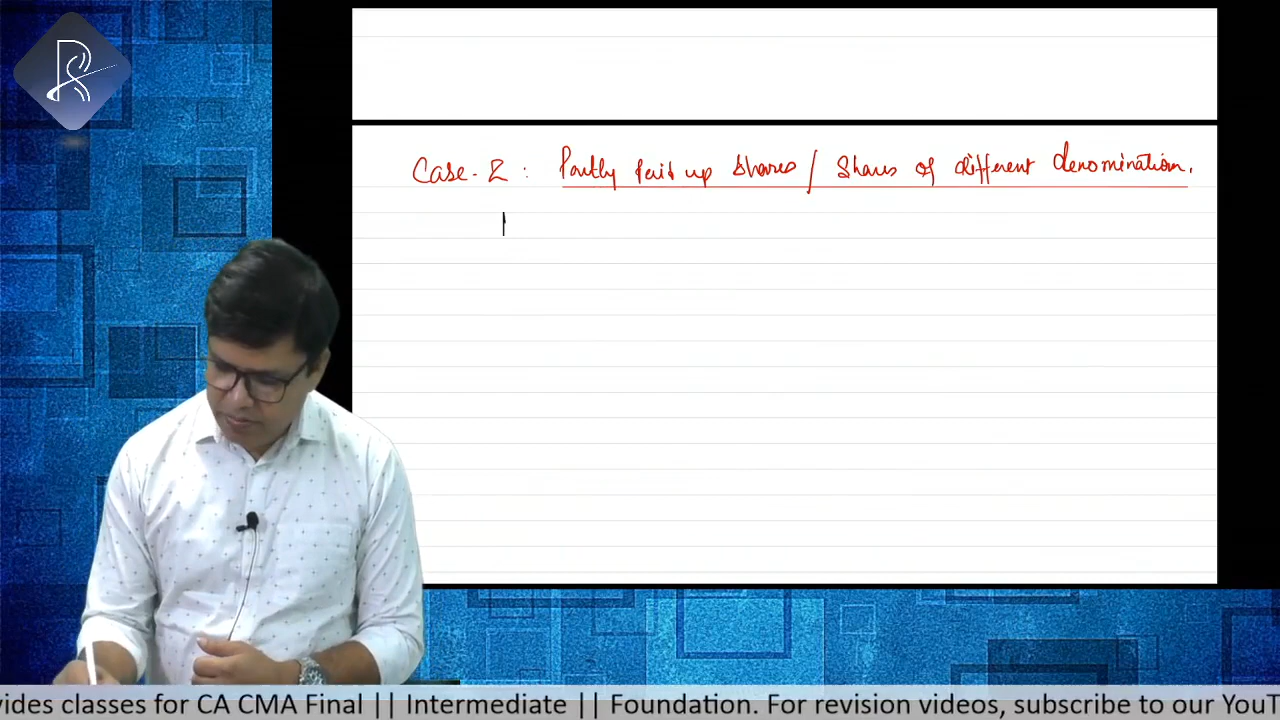 RS
Case-2 : Partly paid up shares / Shares of different denomination.
vides classes for CA CMA Final || Intermediate || Foundation. For revision videos, subscribe to our YouT